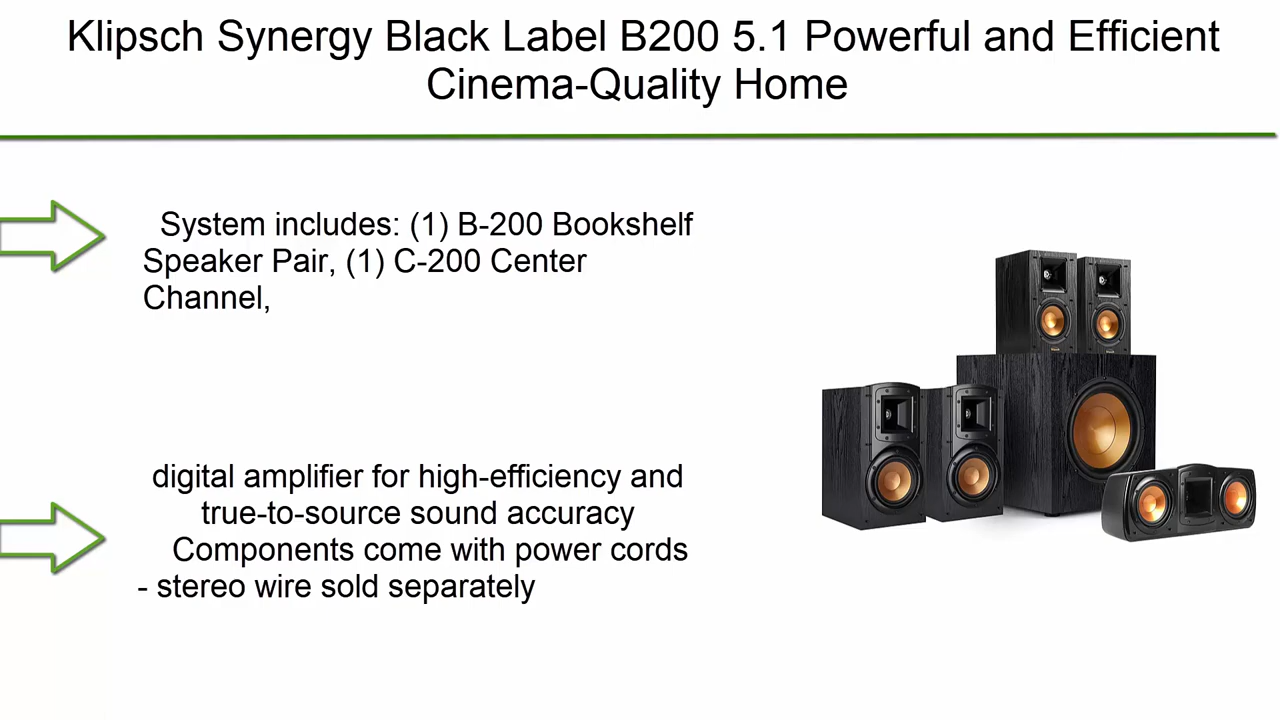 Klipsch Synergy Black Label B200 5.1 Powerful and Efficient
Cinema-Quality Home
System includes: (1) B-200 Bookshelf
Speaker Pair, (1) C-200 Center
Channel,
digital amplifier for high-efficiency and
true-to-source sound accuracy
Components come with power cords
- stereo wire sold separately